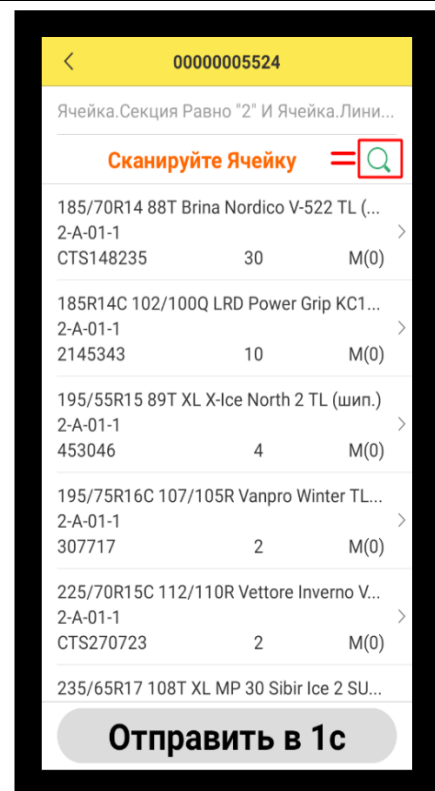 00000005524
Ячейка.Секция Равно "2" И Ячейка.Лини...
Сканируйте Ячейку =
185/70R14 88T Brina Nordico V-522 TL (...
2-A-01-1
CTS148235 30 M(0)
185R14C 102/100Q LRD Power Grip KC1...
2-A-01-1
2145343 10 M(0)
195/55R15 89T XL X-Ice North 2 TL (шип.)
2-A-01-1
453046 4 M(0)
195/75R16C 107/105R Vanpro Winter TL...
2-A-01-1
307717 2 M(0)
225/70R15C 112/110R Vettore Inverno V...
2-A-01-1
CTS270723 2 M(0)
235/65R17 108T XL MP 30 Sibir Ice 2 SU...
Отправить в 1с